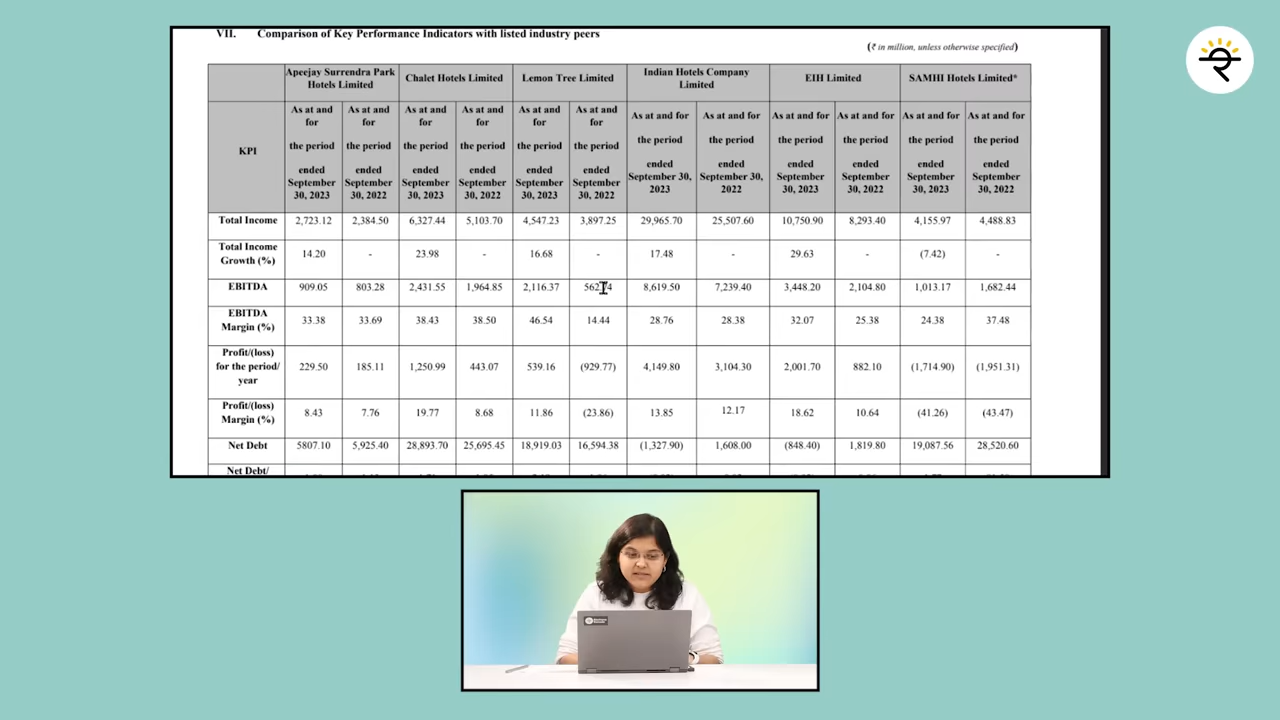 VII. Comparison of Key Performance Indicators with listed industry peers
(₹ in million, unless otherwise specified)
Apeejay Surrendra Park Hotels Limited Chalet Hotels Limited Lemon Tree Limited Indian Hotels Company Limited EIH Limited SAMHI Hotels Limited*
KPI As at and for the period ended September 30, 2023 As at and for the period ended September 30, 2022 As at and for the period ended September 30, 2023 As at and for the period ended September 30, 2022 As at and for the period ended September 30, 2023 As at and for the period ended September 30, 2022 As at and for the period ended September 30, 2023 As at and for the period ended September 30, 2022 As at and for the period ended September 30, 2023 As at and for the period ended September 30, 2022 As at and for the period ended September 30, 2023 As at and for the period ended September 30, 2022
Total Income 2,723.12 2,384.50 6,327.44 5,103.70 4,547.23 3,897.25 29,965.70 25,507.60 10,750.90 8,293.40 4,155.97 4,488.83
Total Income Growth (%) 14.20 - 23.98 - 16.68 - 17.48 - 29.63 - (7.42) -
EBITDA 909.05 803.28 2,431.55 1,964.85 2,116.37 8,619.50 7,239.40 3,448.20 2,104.80 1,013.17 1,682.44
EBITDA Margin (%) 33.38 33.69 38.43 38.50 46.54 14.44 28.76 28.38 32.07 25.38 24.38 37.48
Profit/(loss) for the period/ year 229.50 185.11 1,250.99 443.07 539.16 (929.77) 4,149.80 3,104.30 2,001.70 882.10 (1,714.90) (1,951.31)
Profit/(loss) Margin (%) 8.43 7.76 19.77 8.68 11.86 (23.86) 13.85 12.17 18.62 10.64 (41.26) (43.47)
Net Debt 5807.10 5,925.40 28,893.70 25,695.45 18,919.03 16,594.38 (1,327.90) 1,608.00 (848.40) 1,819.80 19,087.56 28,520.60
Net Debt/